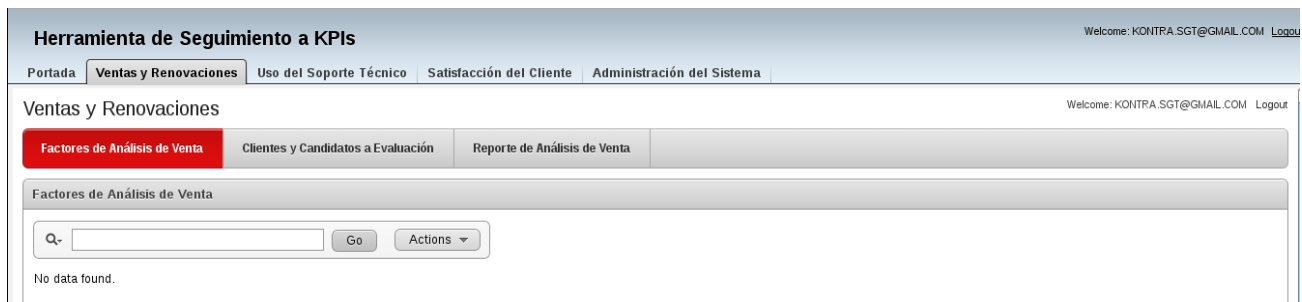 Herramienta de Seguimiento a KPIs
Welcome: KONTRA.SGT@GMAIL.COM Logou
Portada Ventas y Renovaciones Uso del Soporte Técnico Satisfacción del Cliente Administración del Sistema
Ventas y Renovaciones
Welcome: KONTRA.SGT@GMAIL.COM Logout
Factores de Análisis de Venta Clientes y Candidatos a Evaluación Reporte de Análisis de Venta
Factores de Análisis de Venta
Go Actions
No data found.